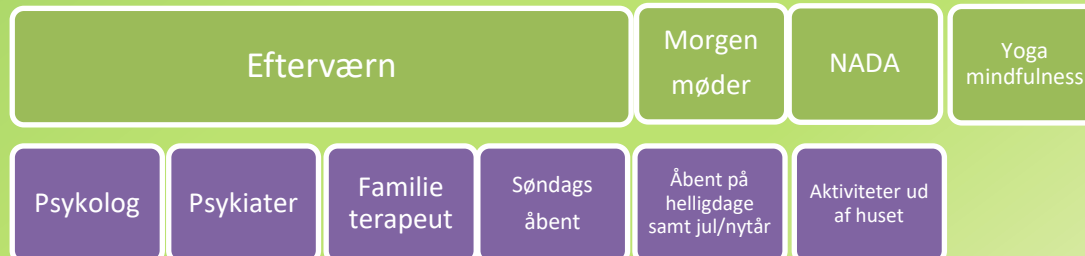 Efterværn
Morgen
møder
NADA
Yoga
mindfulness
Psykolog
Psykiater
Familie
terapeut
Søndags
åbent
Åbent på
helligdage
samt jul/nytår
Aktiviteter ud
af huset